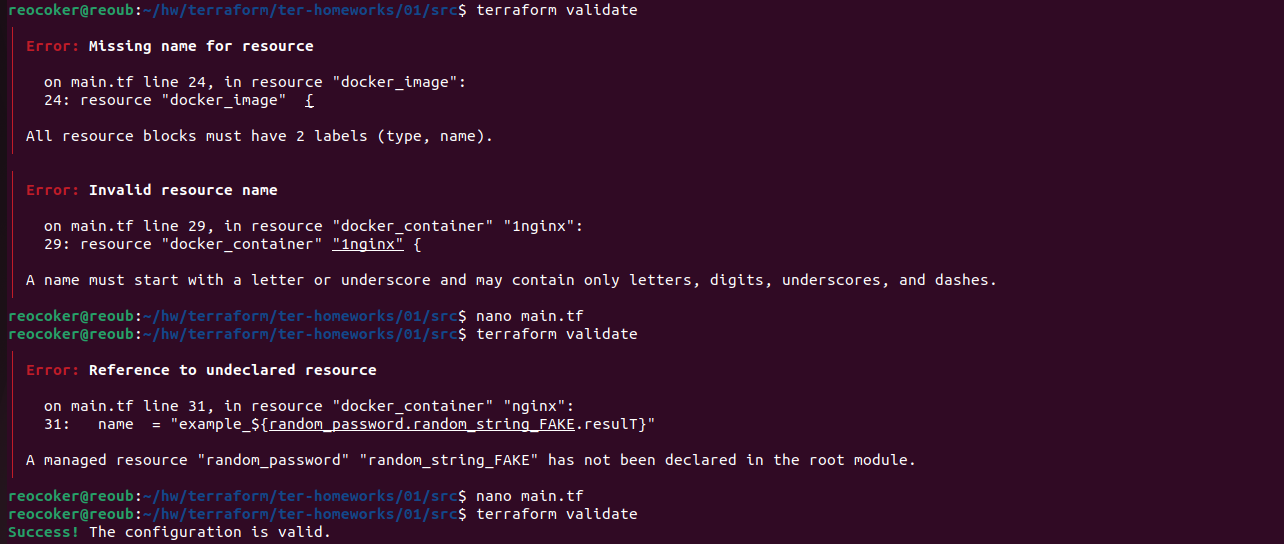 reocoker@reoub:~/hw/terraform/ter-homeworks/01/src$ terraform validate
Error: Missing name for resource
on main.tf line 24, in resource "docker_image":
24: resource "docker_image"  {
All resource blocks must have 2 labels (type, name).
Error: Invalid resource name
on main.tf line 29, in resource "docker_container" "1nginx":
29: resource "docker_container" "1nginx" {
A name must start with a letter or underscore and may contain only letters, digits, underscores, and dashes.
reocoker@reoub:~/hw/terraform/ter-homeworks/01/src$ nano main.tf
reocoker@reoub:~/hw/terraform/ter-homeworks/01/src$ terraform validate
Error: Reference to undeclared resource
on main.tf line 31, in resource "docker_container" "nginx":
31:   name  = "example_${random_password.random_string_FAKE.resulT}"
A managed resource "random_password" "random_string_FAKE" has not been declared in the root module.
reocoker@reoub:~/hw/terraform/ter-homeworks/01/src$ nano main.tf
reocoker@reoub:~/hw/terraform/ter-homeworks/01/src$ terraform validate
Success! The configuration is valid.